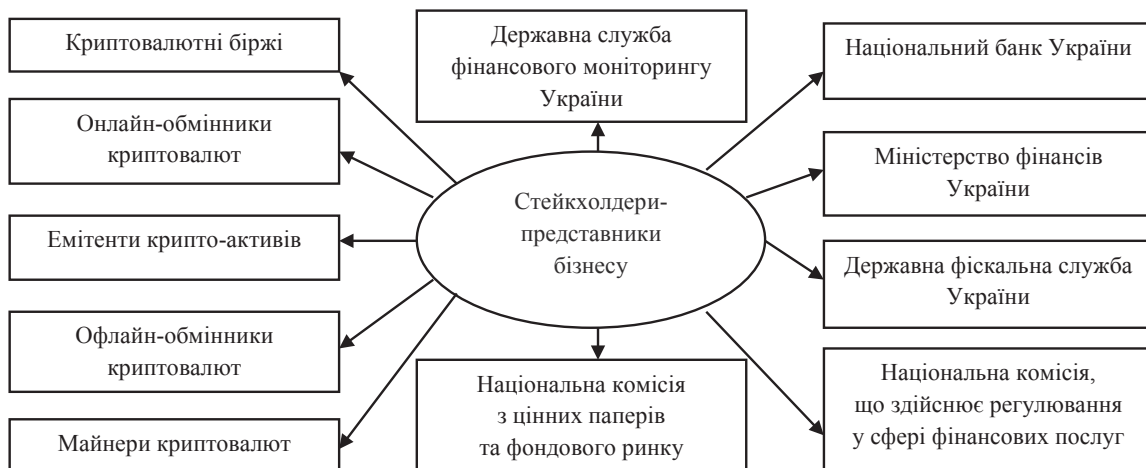 Криптовалютні біржі
Онлайн-обмінники
криптовалют
Емітенти крипто-активів
Офлайн-обмінники
криптовалют
Майнери криптовалют
Державна служба
фінансового моніторингу
України
Стейкхолдери-
представники
бізнесу
Національна комісія
з цінних паперів
та фондового ринку
Національний банк України
Міністерство фінансів
України
Державна фіскальна служба
України
Національна комісія,
що здійснює регулювання
у сфері фінансових послуг